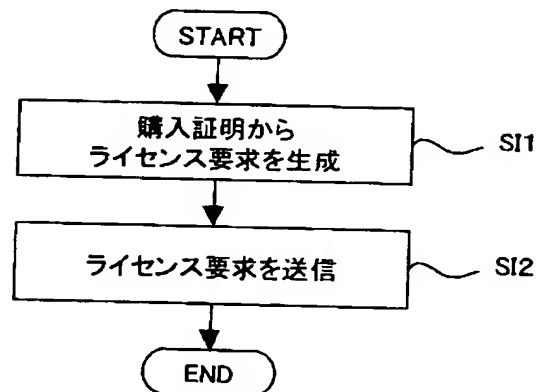 START
購入証明から
ライセンス要求を生成
SI1
ライセンス要求を送信
SI2
END